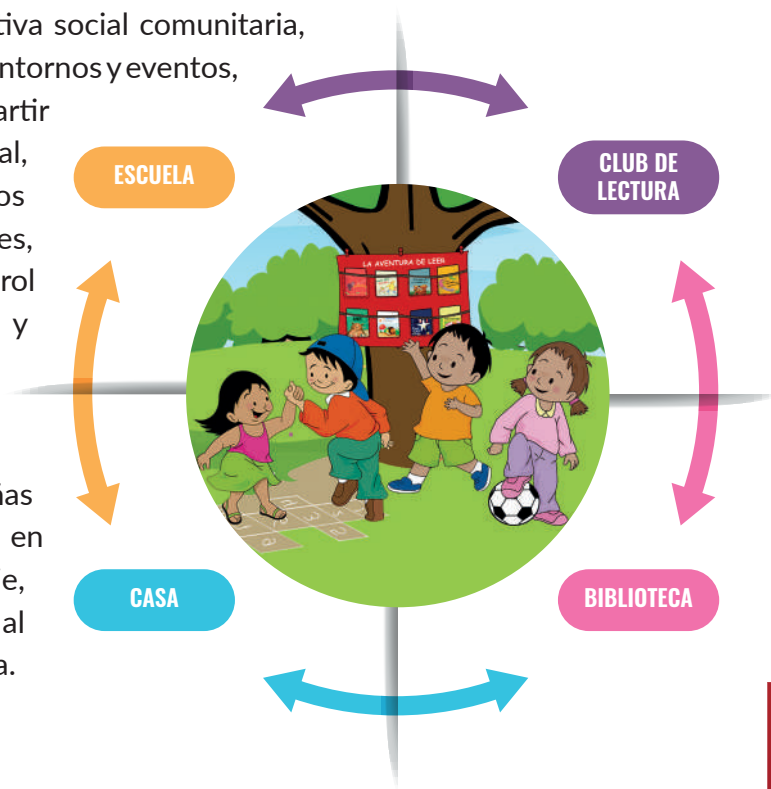 tiva social comunitaria,
ntornos y eventos,
artir
al,
os
es,
rol
y
ñas
en
e,
al
a.
ESCUELA
CLUB DE
LECTURA
LA AVENTURA DE LEER
CASA
BIBLIOTECA